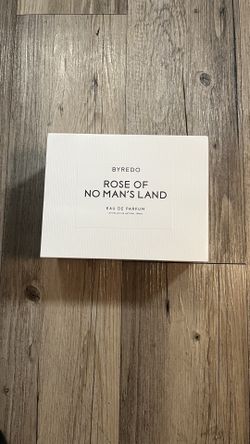 BYREDO
ROSE OF
NO MAN'S LAND
EAU DE PARFUM